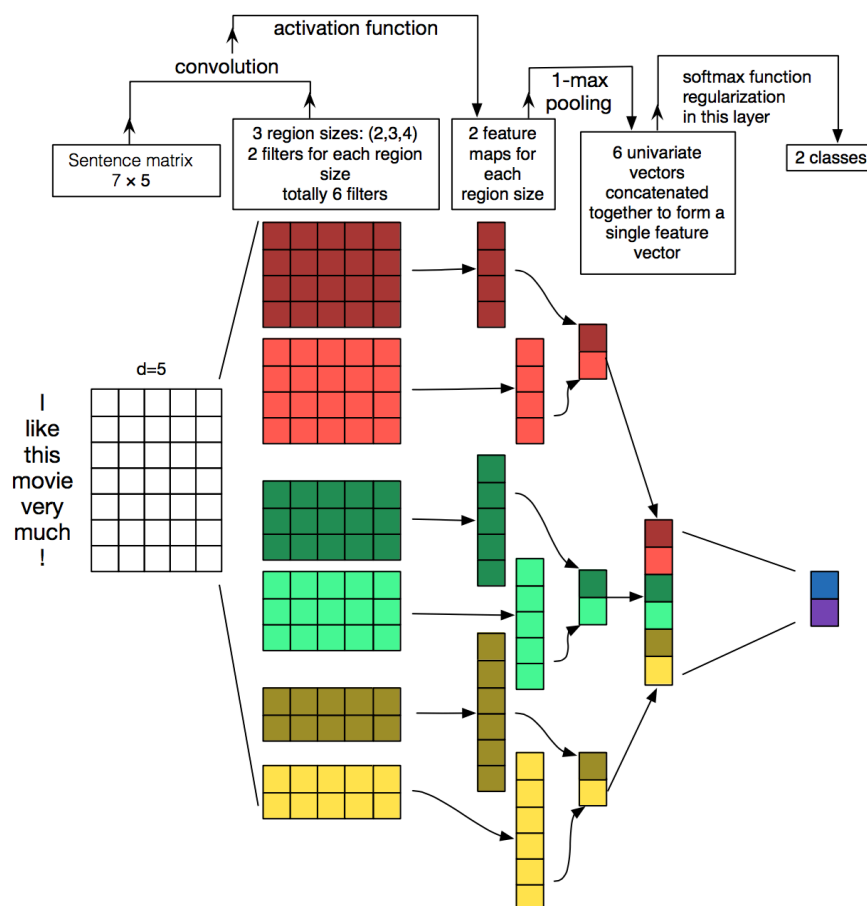 activation function
convolution
1-max
pooling
softmax function
regularization
in this layer
Sentence matrix
7 × 5
3 region sizes: (2,3,4)
2 filters for each region
size
totally 6 filters
2 feature
maps for
each
region size
6 univariate
vectors
concatenated
together to form a
single feature
vector
2 classes
d=5
I
like
this
movie
very
much
!